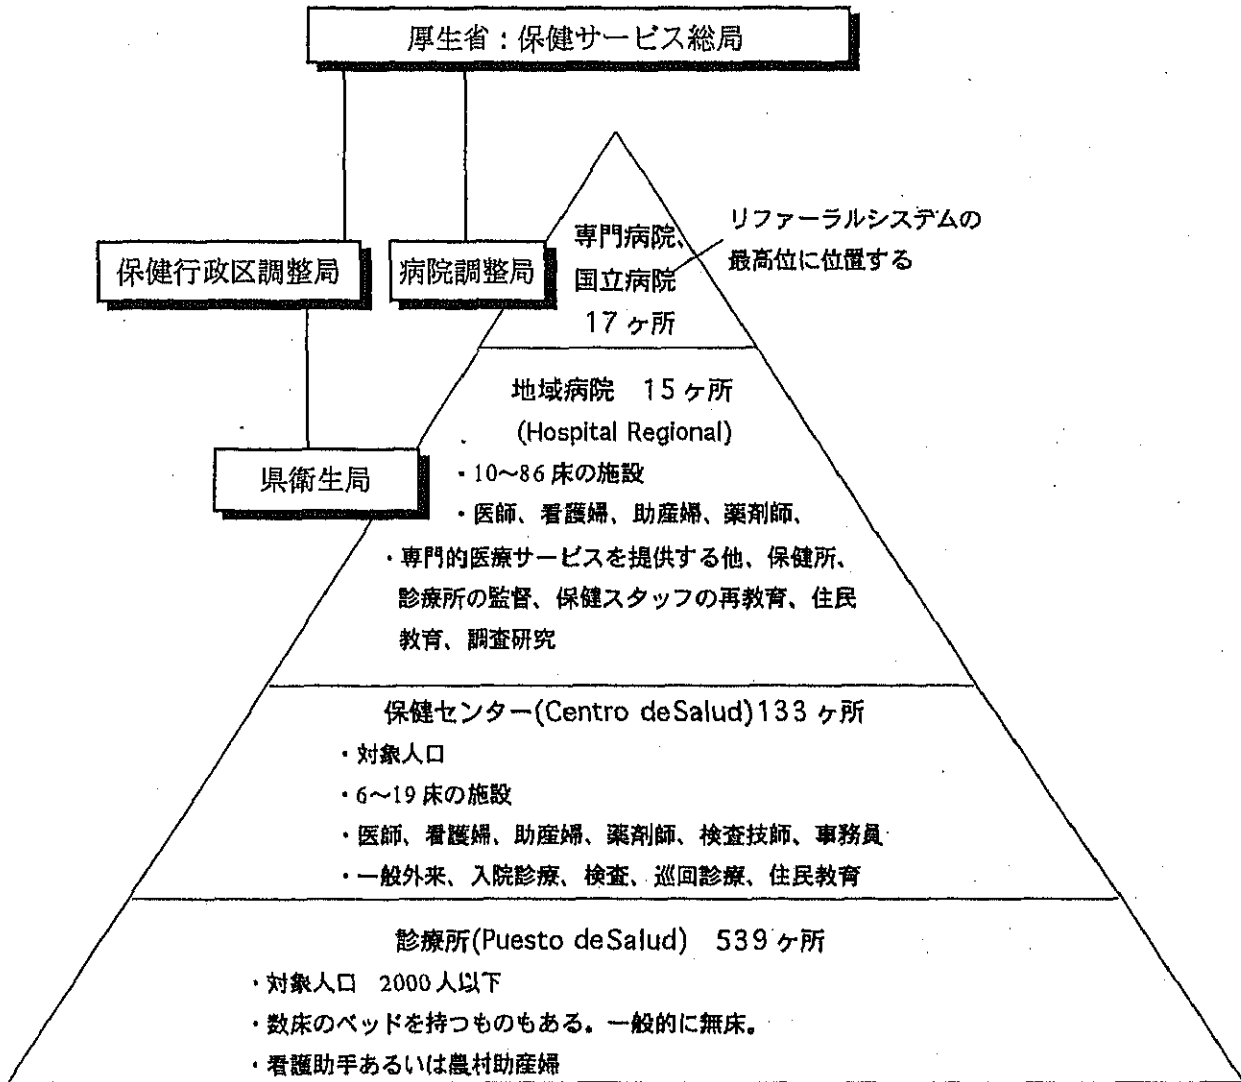 厚生省：保健サービス総局
保健行政区調整局
病院調整局
県衛生局
専門病院、
国立病院
17ヶ所
リファーラルシステムの
最高位に位置する
地域病院　15ヶ所
(Hospital Regional)
・10～86床の施設
・医師、看護婦、助産婦、薬剤師、
・専門的医療サービスを提供する他、保健所、
診療所の監督、保健スタッフの再教育、住民
教育、調査研究
保健センター(Centro deSalud)133ヶ所
・対象人口
・6～19床の施設
・医師、看護婦、助産婦、薬剤師、検査技師、事務員
・一般外来、入院診療、検査、巡回診療、住民教育
診療所(Puesto deSalud)　539ヶ所
・対象人口　2000人以下
・数床のベッドを持つものもある。一般的に無床。
・看護助手あるいは農村助産婦